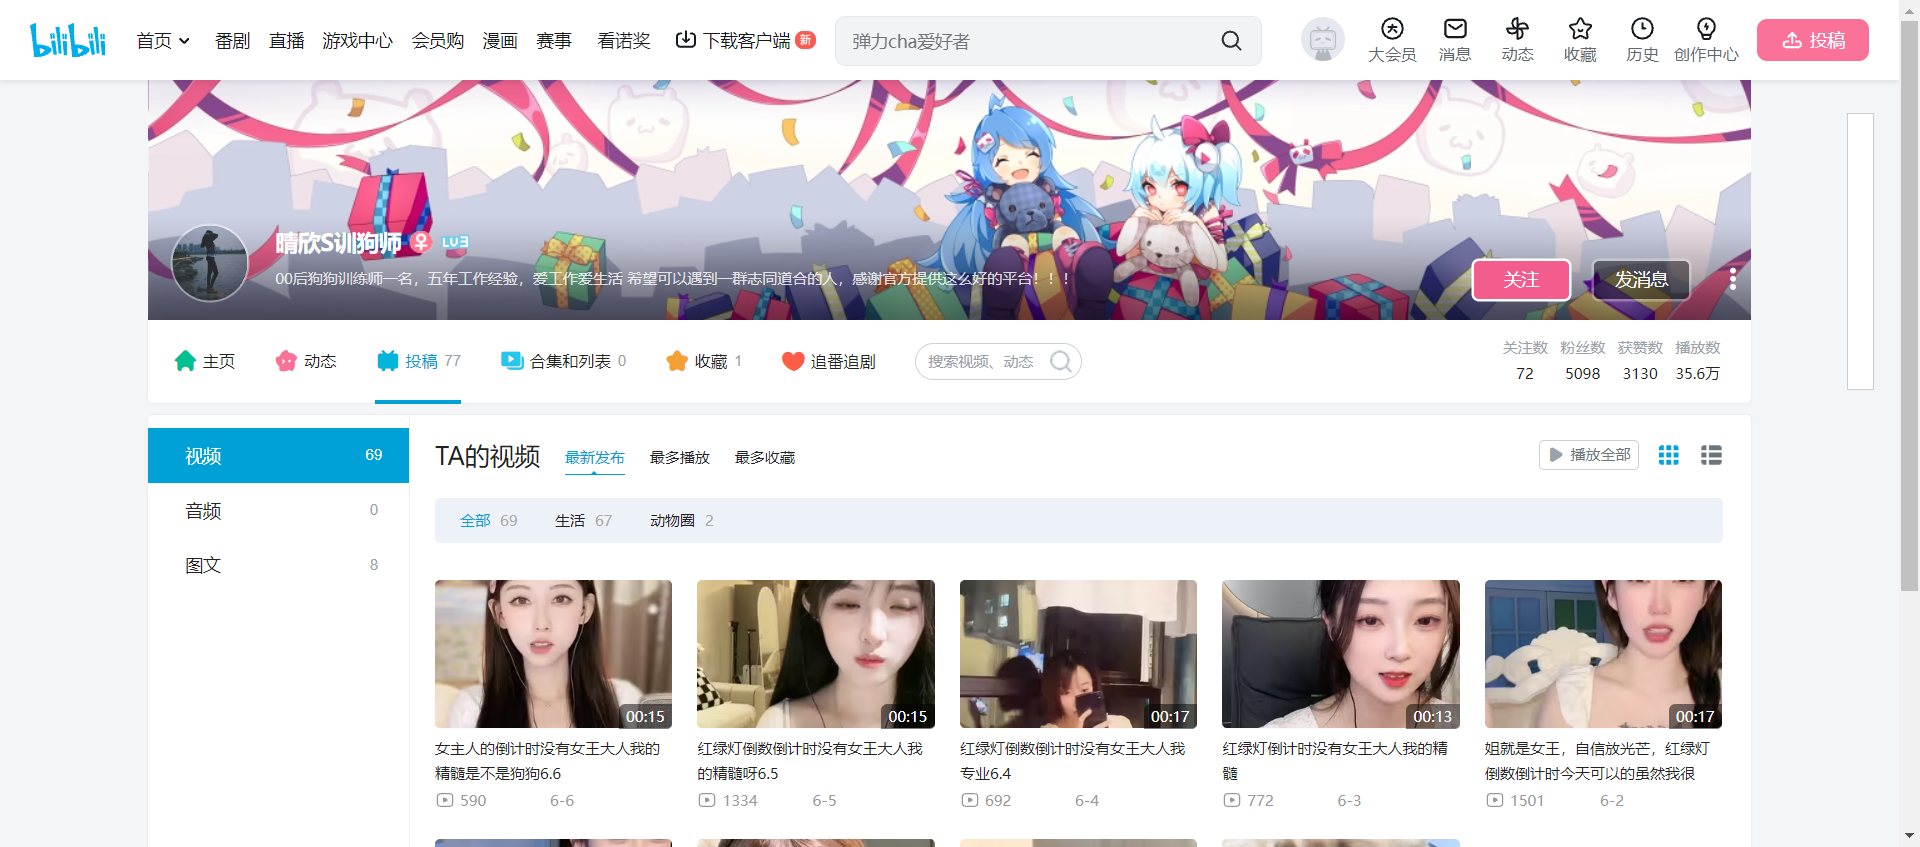 bilibili
首页 番剧 直播 游戏中心 会员购 漫画 赛事 看诺奖 下载客户端 新
弹力cha爱好者
大会员 消息 动态 收藏 历史 创作中心 投稿
晴欣S训狗师 LV3
00后狗狗训练师一名，五年工作经验，爱工作爱生活 希望可以遇到一群志同道合的人，感谢官方提供这么好的平台！！！
关注 发消息
主页 动态 投稿 77 合集和列表 0 收藏 1 追番追剧
搜索视频、动态
关注数 粉丝数 获赞数 播放数
72 5098 3130 35.6万
视频 69
音频 0
图文 8
TA的视频 最新发布 最多播放 最多收藏
播放全部
全部 69 生活 67 动物圈 2
00:15
女主人的倒计时没有女王大人我的
精髓是不是狗狗6.6
590 6-6
00:15
红绿灯倒数倒计时没有女王大人我
的精髓呀6.5
1334 6-5
00:17
红绿灯倒数倒计时没有女王大人我
专业6.4
692 6-4
00:13
红绿灯倒计时没有女王大人我的精
髓
772 6-3
00:17
姐就是女王，自信放光芒，红绿灯
倒数倒计时今天可以的虽然我很
1501 6-2